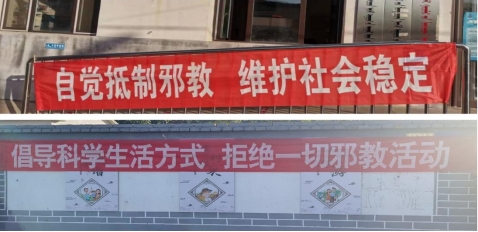 自觉抵制邪教 维护社会稳定
倡导科学生活方式 拒绝一切邪教活动